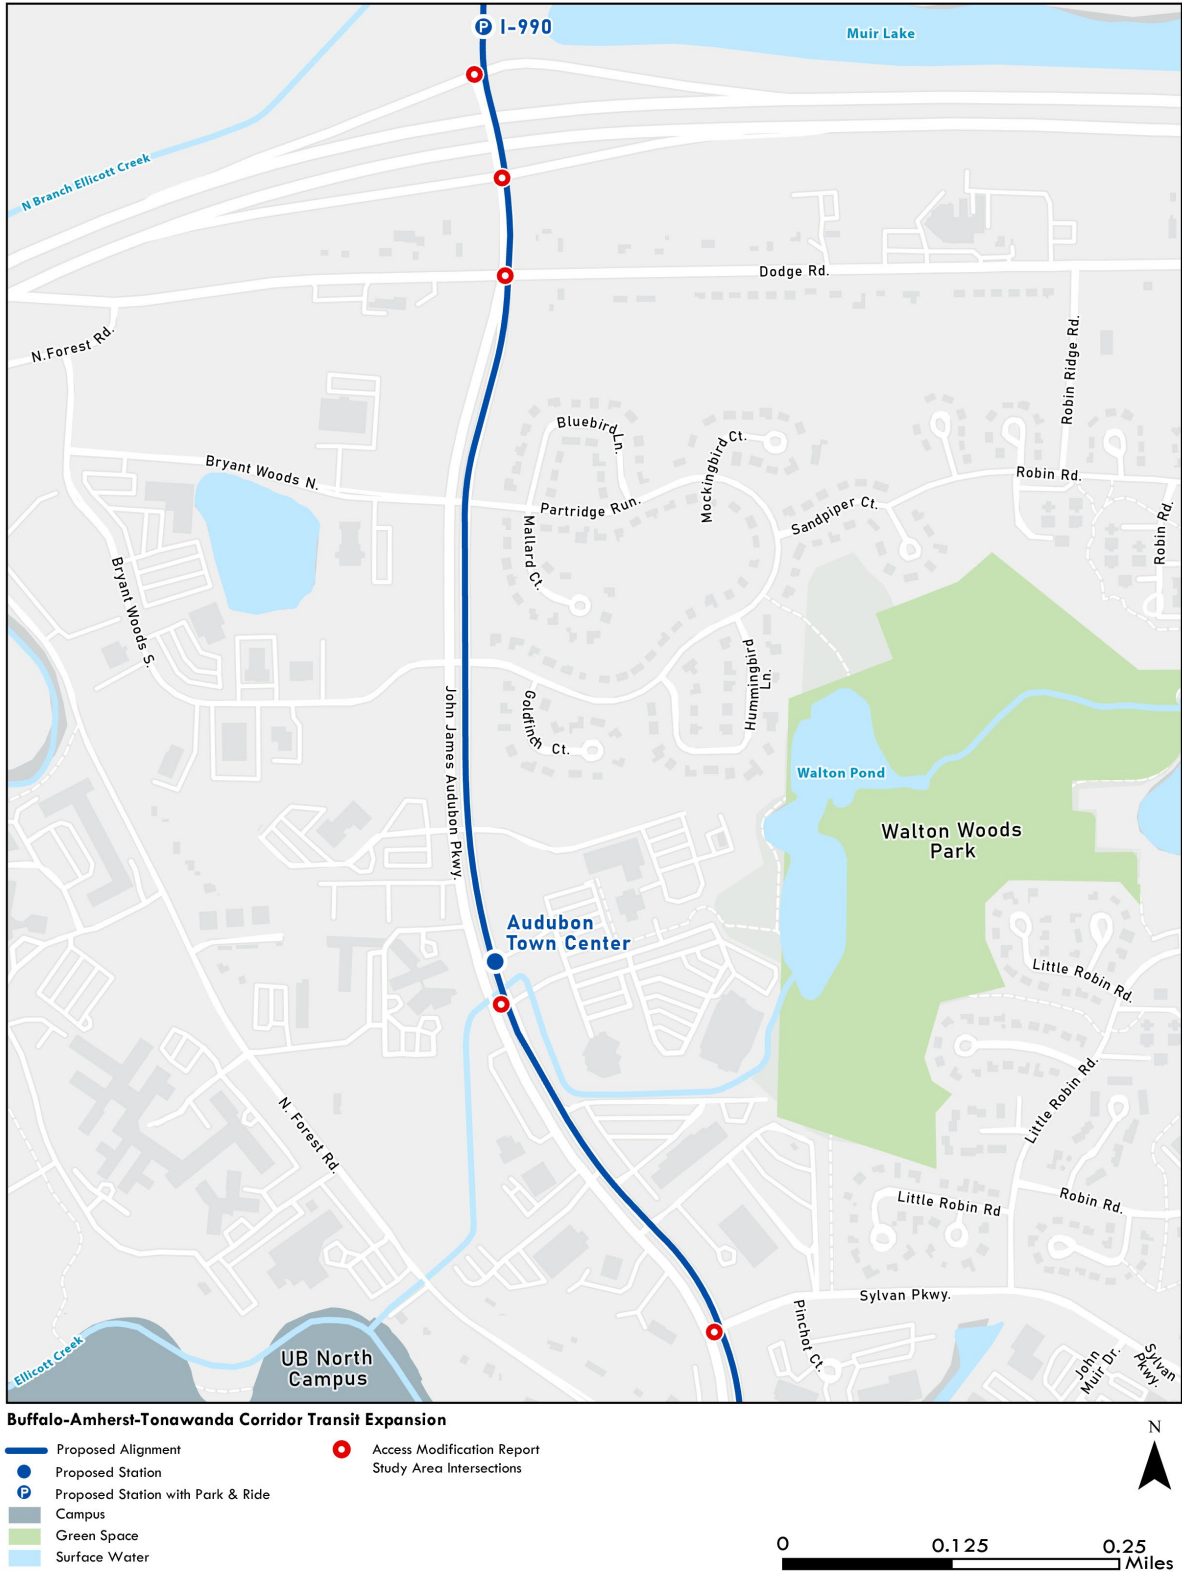 P I-990
Muir Lake
N Branch Ellicott Creek
Dodge Rd.
N.Forest Rd.
Robin Ridge Rd.
Bluebird Ln.
Mockingbird Ct.
Bryant Woods N.
Robin Rd.
Partridge Run.
Sandpiper Ct.
Mallard Ct.
Robin Rd.
Bryant Woods S.
Hummingbird
Ln.
Goldfinch Ct.
John James Audubon Pkwy.
Walton Pond
Walton Woods
Park
Audubon
Town Center
Little Robin Rd.
Little Robin Rd.
N. Forest Rd.
Little Robin Rd
Robin Rd.
Sylvan Pkwy.
Pinchot Ct.
John
Muir Dr.
Sylvan
Pkwy.
Ellicott Creek
UB North
Campus
Buffalo-Amherst-Tonawanda Corridor Transit Expansion
Proposed Alignment
Proposed Station
P Proposed Station with Park & Ride
Campus
Green Space
Surface Water
Access Modification Report
Study Area Intersections
N
0 0.125 0.25
Miles